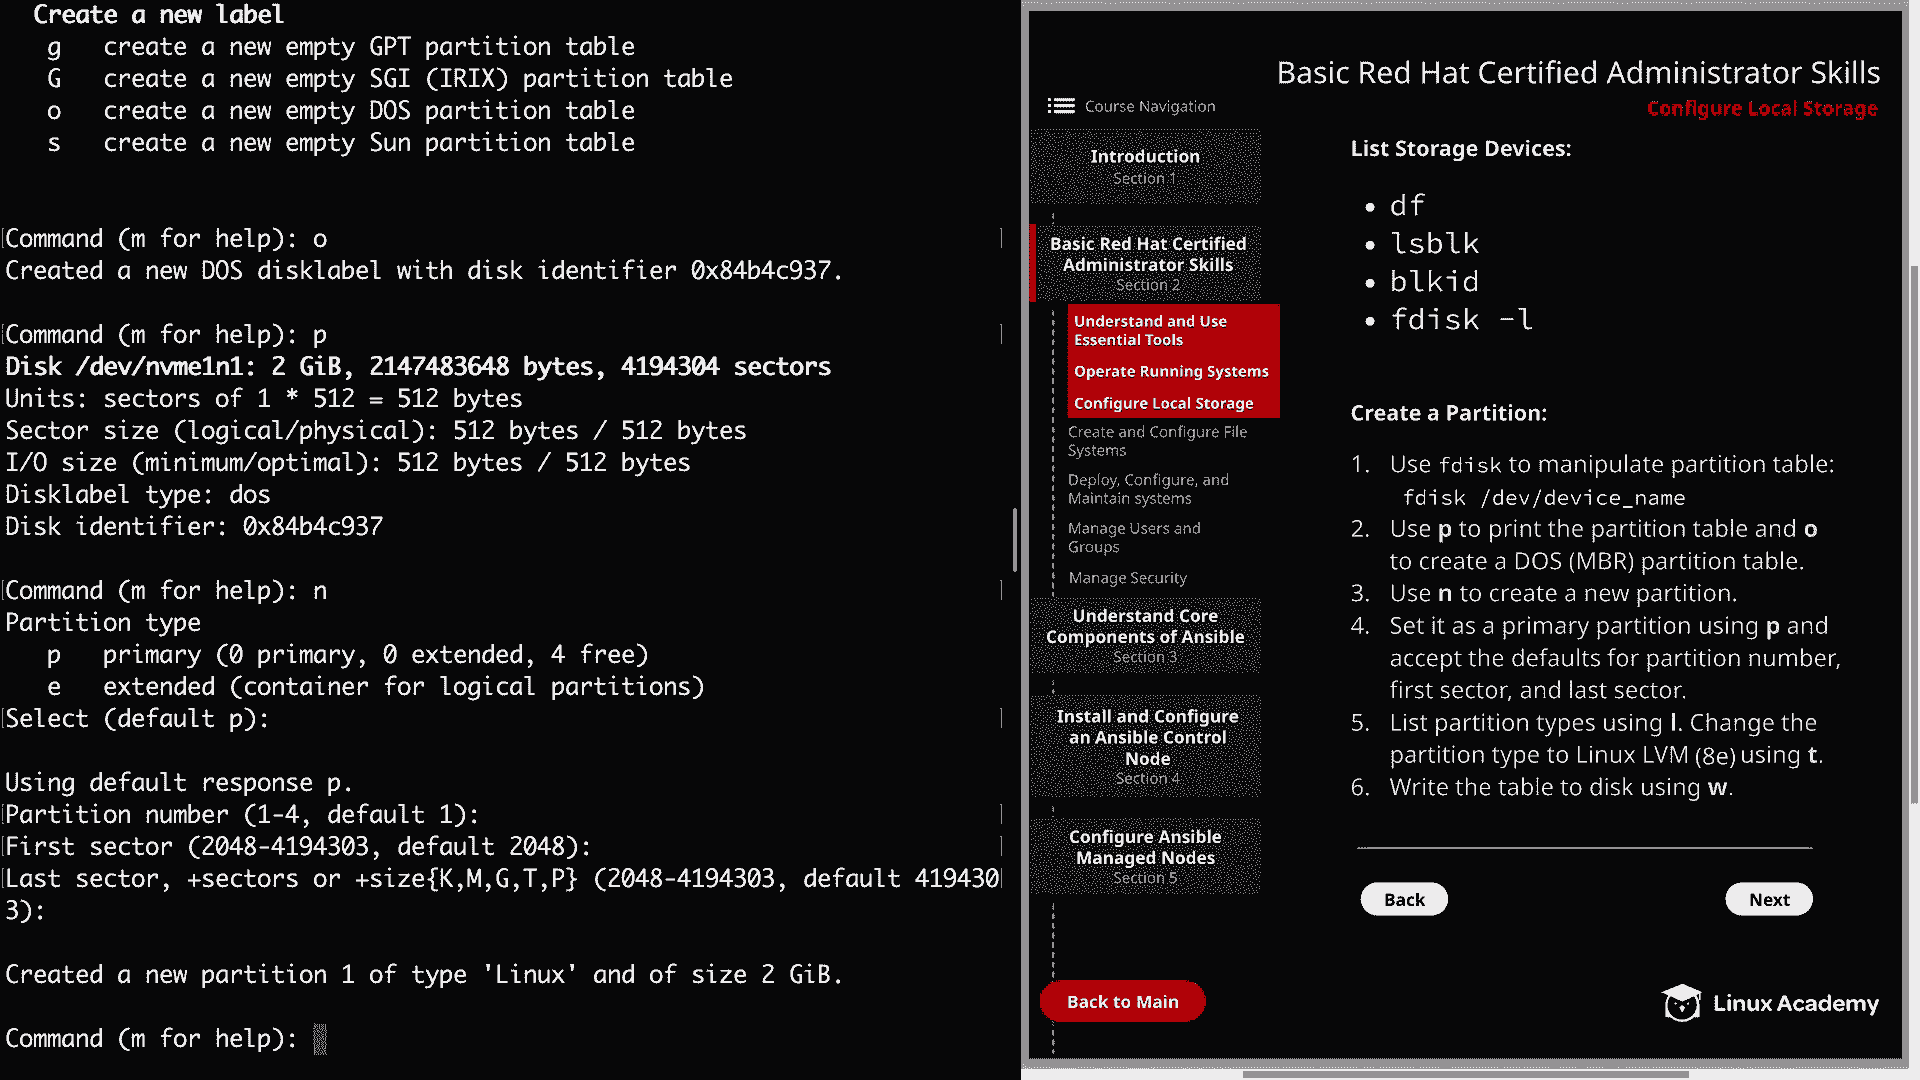 Create a new label
g   create a new empty GPT partition table
G   create a new empty SGI (IRIX) partition table
o   create a new empty DOS partition table
s   create a new empty Sun partition table
Command (m for help): o
Created a new DOS disklabel with disk identifier 0x84b4c937.
Command (m for help): p
Disk /dev/nvme1n1: 2 GiB, 2147483648 bytes, 4194304 sectors
Units: sectors of 1 * 512 = 512 bytes
Sector size (logical/physical): 512 bytes / 512 bytes
I/O size (minimum/optimal): 512 bytes / 512 bytes
Disklabel type: dos
Disk identifier: 0x84b4c937
Command (m for help): n
Partition type
p   primary (0 primary, 0 extended, 4 free)
e   extended (container for logical partitions)
Select (default p):
Using default response p.
Partition number (1-4, default 1):
First sector (2048-4194303, default 2048):
Last sector, +sectors or +size{K,M,G,T,P} (2048-4194303, default 419430
3):
Created a new partition 1 of type 'Linux' and of size 2 GiB.
Command (m for help):
Basic Red Hat Certified Administrator Skills
Configure Local Storage
Course Navigation
Introduction
Section 1
Basic Red Hat Certified
Administrator Skills
Section 2
Understand and Use
Essential Tools
Operate Running Systems
Configure Local Storage
Create and Configure File
Systems
Deploy, Configure, and
Maintain systems
Manage Users and
Groups
Manage Security
Understand Core
Components of Ansible
Section 3
Install and Configure
an Ansible Control
Node
Section 4
Configure Ansible
Managed Nodes
Section 5
Back to Main
List Storage Devices:
• df
• lsblk
• blkid
• fdisk -l
Create a Partition:
1. Use fdisk to manipulate partition table:
fdisk /dev/device_name
2. Use p to print the partition table and o
to create a DOS (MBR) partition table.
3. Use n to create a new partition.
4. Set it as a primary partition using p and
accept the defaults for partition number,
first sector, and last sector.
5. List partition types using l. Change the
partition type to Linux LVM (8e) using t.
6. Write the table to disk using w.
Back
Next
Linux Academy